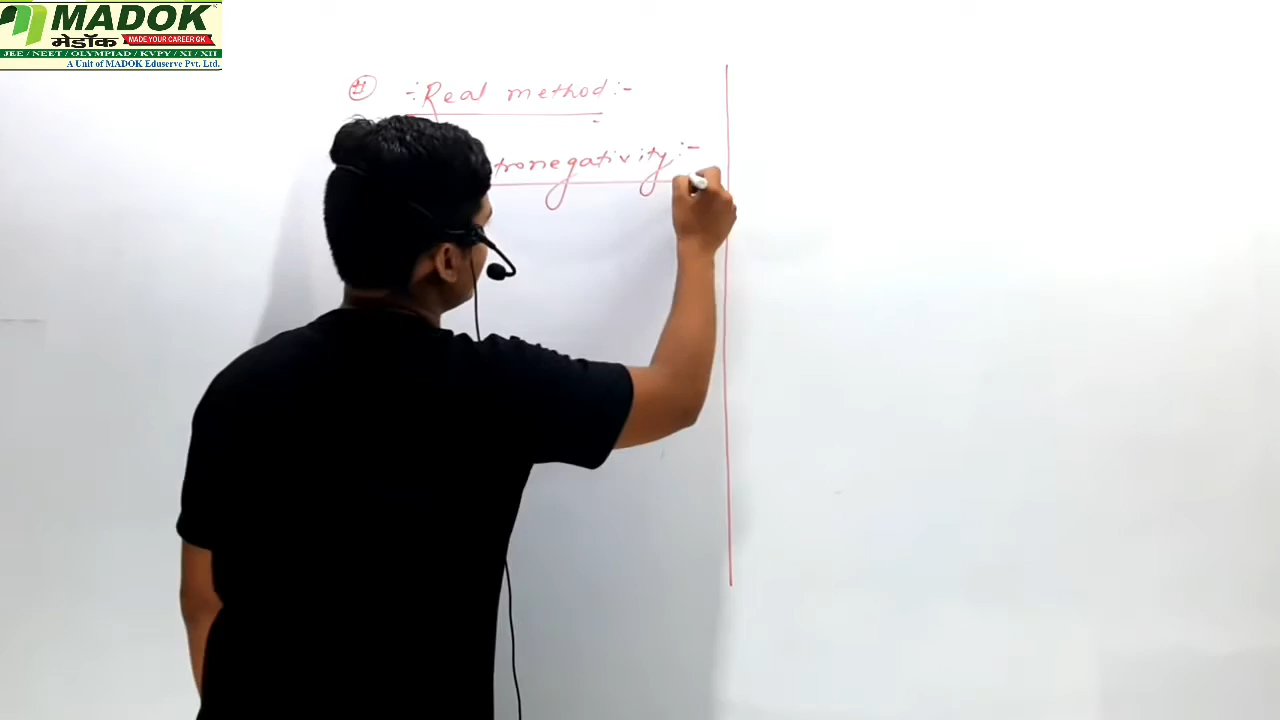 MADOK
मेडॉक MADE YOUR CAREER GK
JEE / NEET / OLYMPIAD / KVPY / XI / XII
A Unit of MADOK Eduserve Pvt. Ltd.
:- Real method :-
tronegativity :-